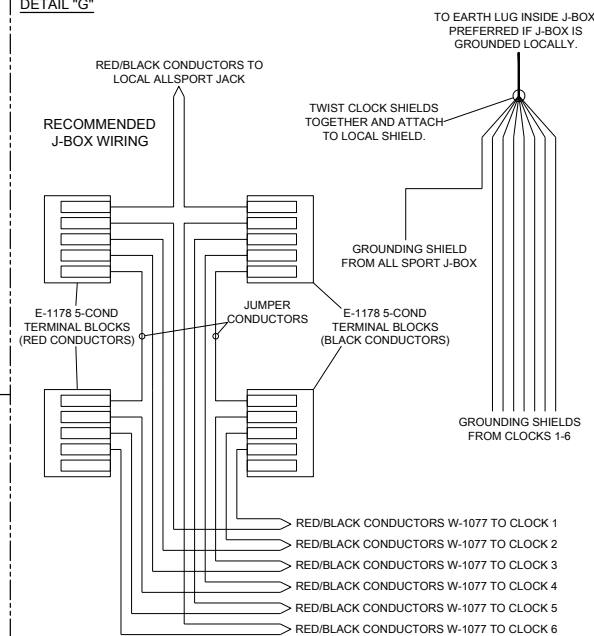 DETAIL "G"
TO EARTH LUG INSIDE J-BOX
PREFERRED IF J-BOX IS
GROUNDED LOCALLY.
RED/BLACK CONDUCTORS TO
LOCAL ALLSPORT JACK
TWIST CLOCK SHIELDS
TOGETHER AND ATTACH
TO LOCAL SHIELD.
RECOMMENDED
J-BOX WIRING
GROUNDING SHIELD
FROM ALL SPORT J-BOX
E-1178 5-COND
TERMINAL BLOCKS
(RED CONDUCTORS)
JUMPER
CONDUCTORS
E-1178 5-COND
TERMINAL BLOCKS
(BLACK CONDUCTORS)
GROUNDING SHIELDS
FROM CLOCKS 1-6
RED/BLACK CONDUCTORS W-1077 TO CLOCK 1
RED/BLACK CONDUCTORS W-1077 TO CLOCK 2
RED/BLACK CONDUCTORS W-1077 TO CLOCK 3
RED/BLACK CONDUCTORS W-1077 TO CLOCK 4
RED/BLACK CONDUCTORS W-1077 TO CLOCK 5
RED/BLACK CONDUCTORS W-1077 TO CLOCK 6